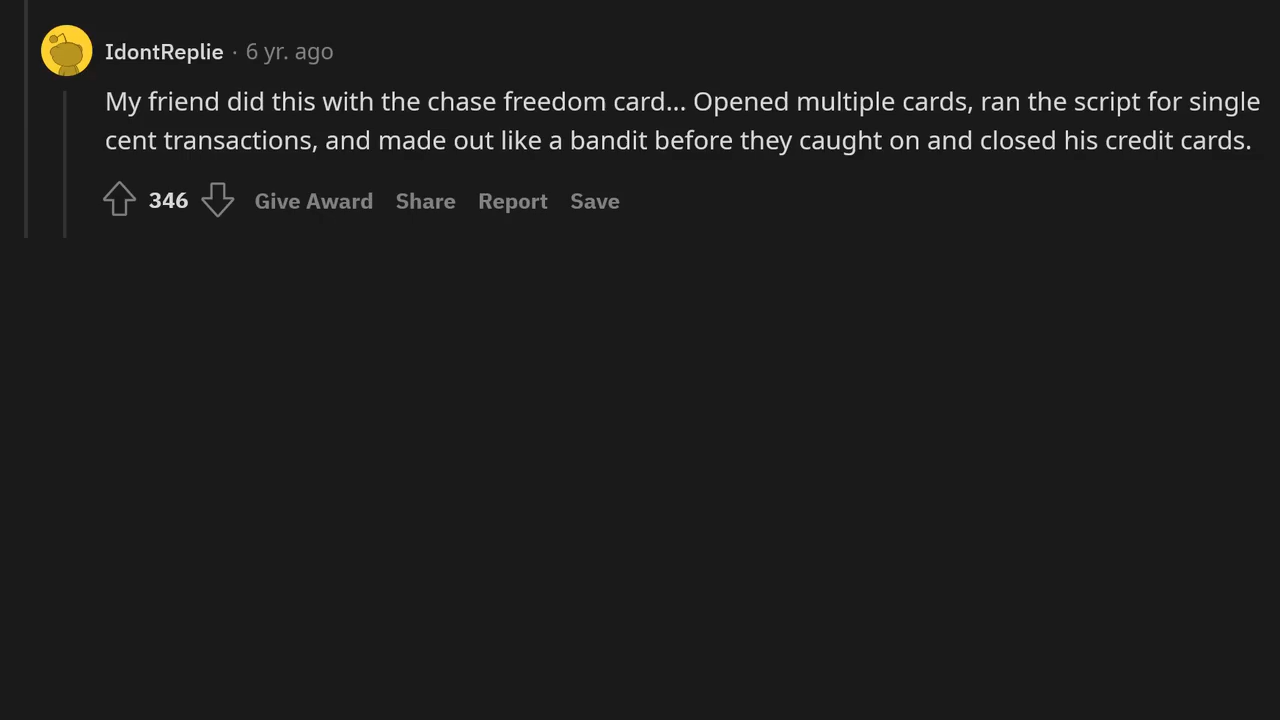 IdontReplie · 6 yr. ago
My friend did this with the chase freedom card... Opened multiple cards, ran the script for single
cent transactions, and made out like a bandit before they caught on and closed his credit cards.
346 Give Award Share Report Save